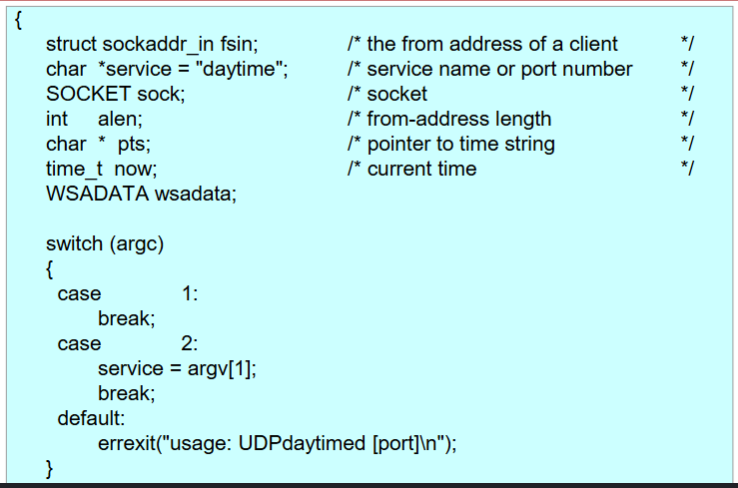 {
struct sockaddr_in fsin; /* the from address of a client */
char *service = "daytime"; /* service name or port number */
SOCKET sock; /* socket */
int alen; /* from-address length */
char * pts; /* pointer to time string */
time_t now; /* current time */
WSADATA wsadata;
switch (argc)
{
case 1:
break;
case 2:
service = argv[1];
break;
default:
errexit("usage: UDPdaytimed [port]\n");
}